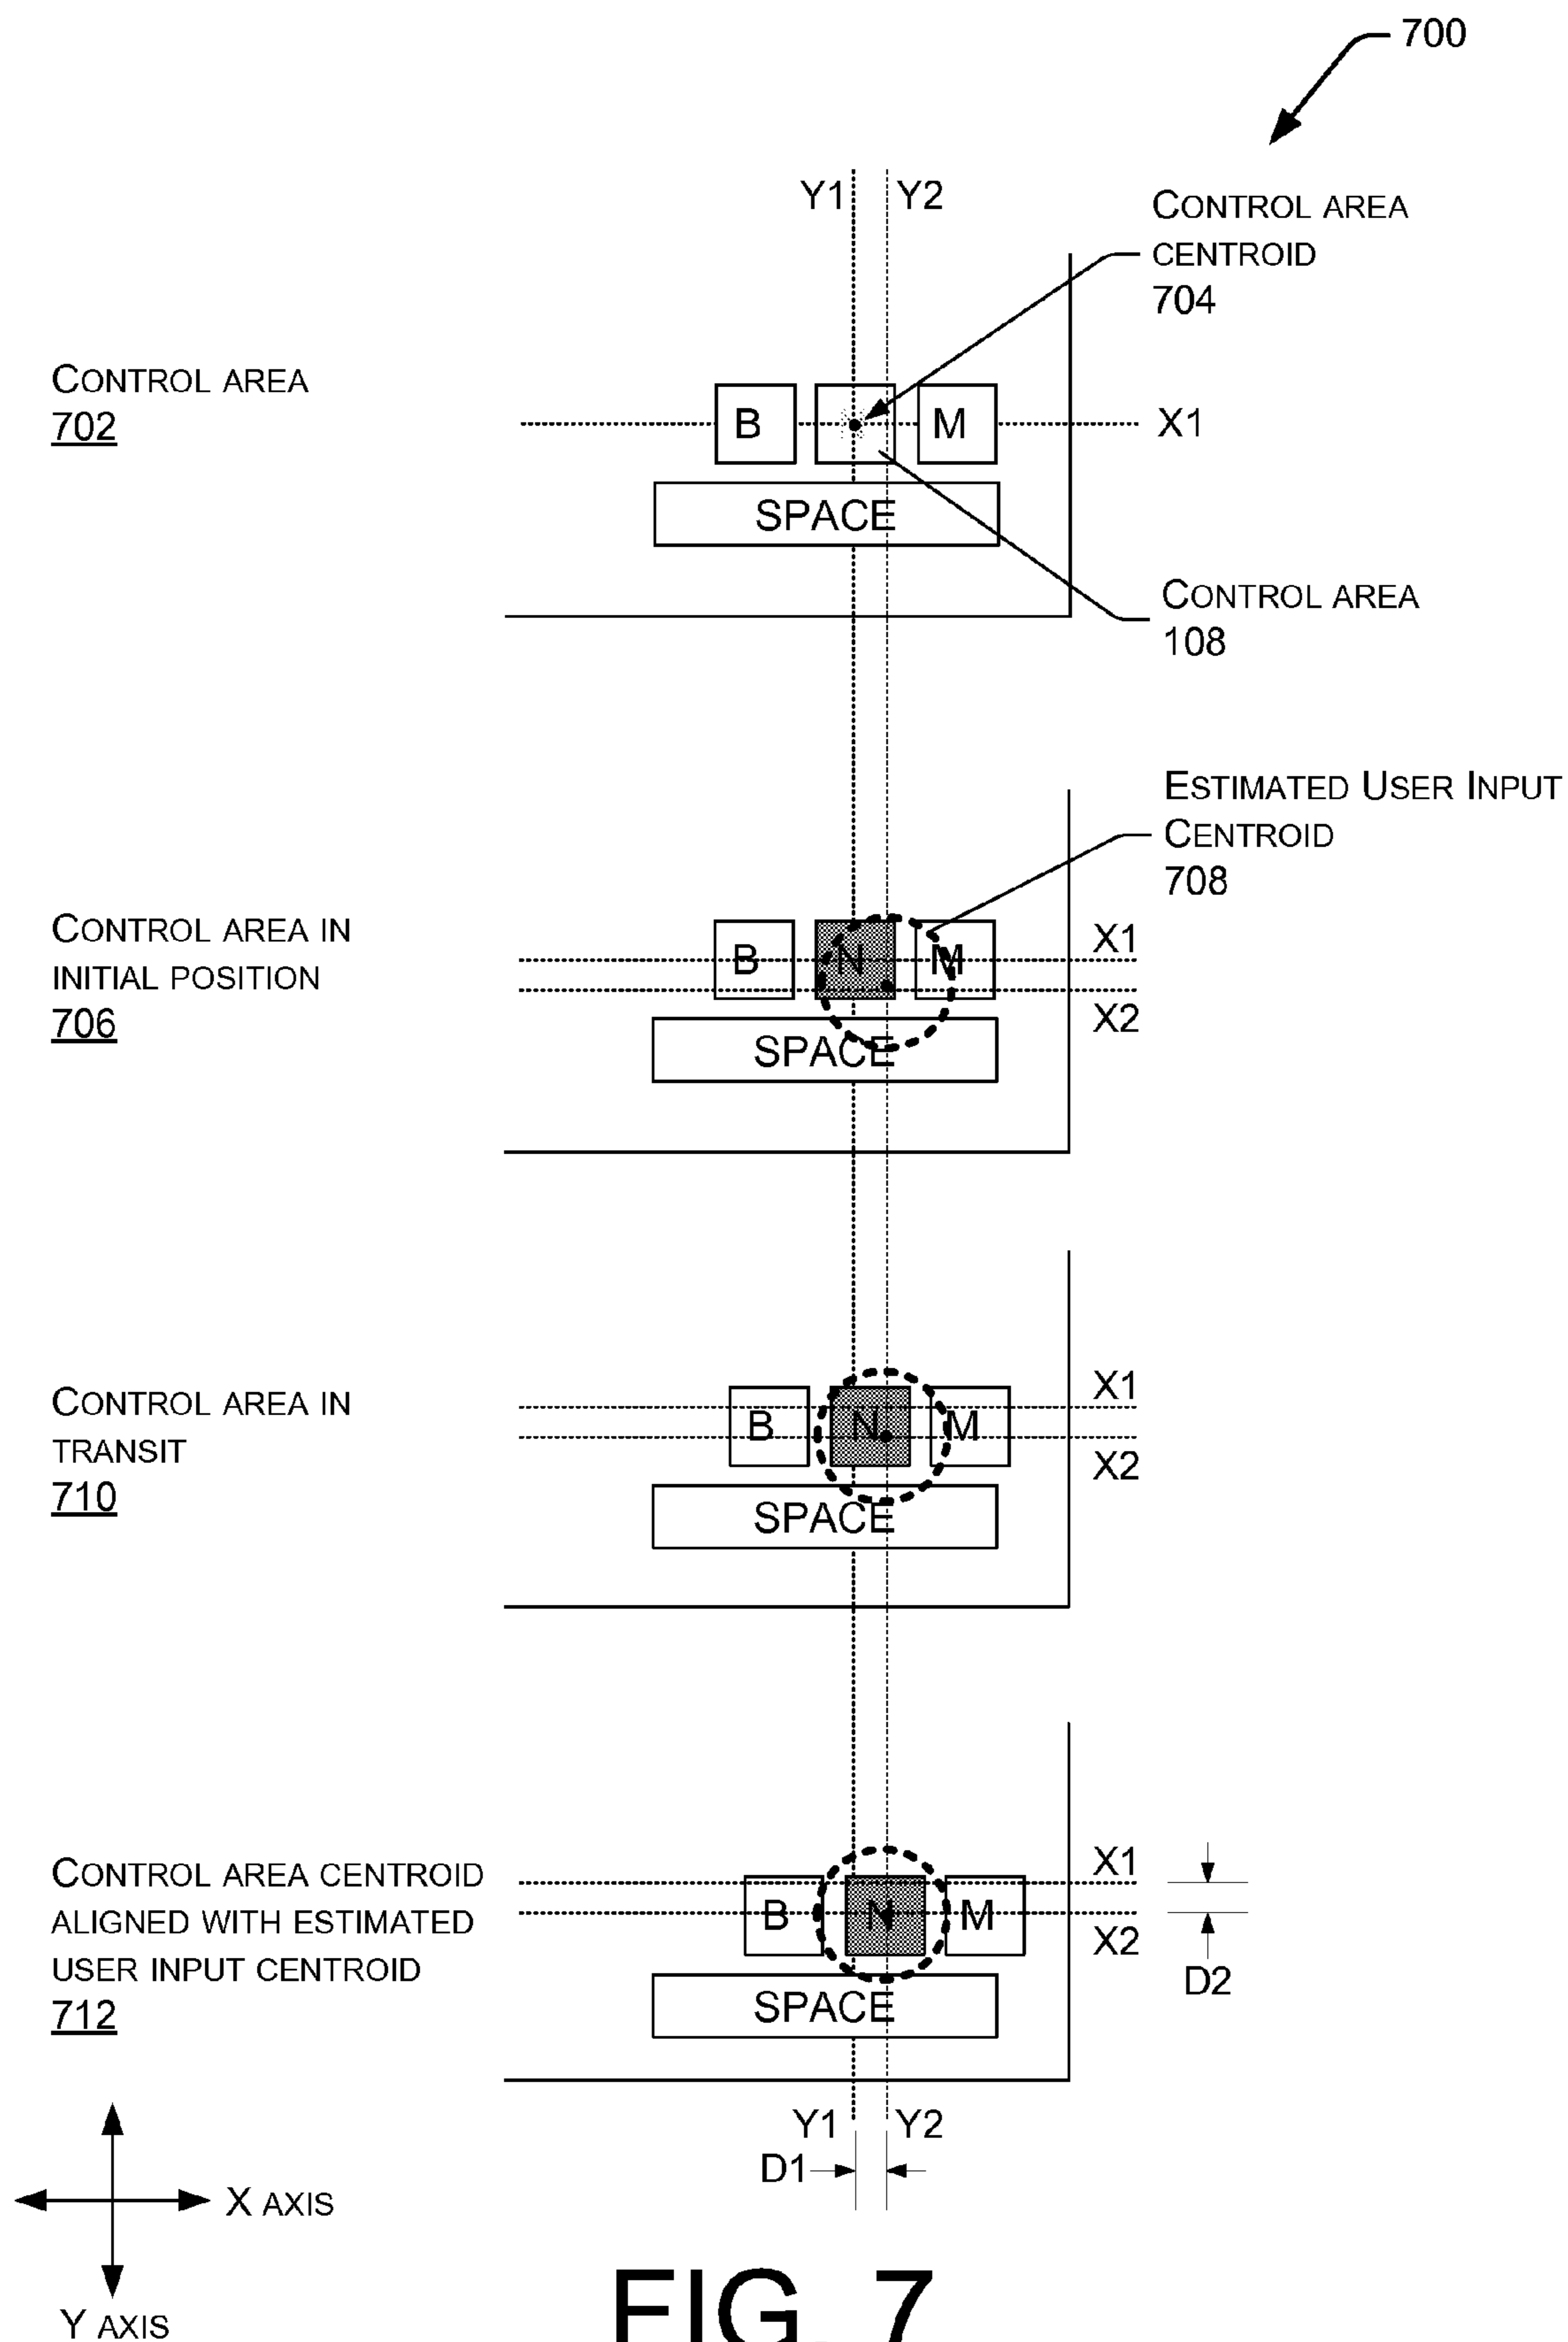 700
Y1 Y2
CONTROL AREA
CENTROID
704
CONTROL AREA
702
B M
X1
SPACE
CONTROL AREA
108
ESTIMATED USER INPUT
CENTROID
708
CONTROL AREA IN
INITIAL POSITION
706
B N M
X1
X2
SPACE
CONTROL AREA IN
TRANSIT
710
B N M
X1
X2
SPACE
CONTROL AREA CENTROID
ALIGNED WITH ESTIMATED
USER INPUT CENTROID
712
B N M
X1
X2
D2
SPACE
Y1 Y2
D1
X AXIS
Y AXIS
FIG. 7